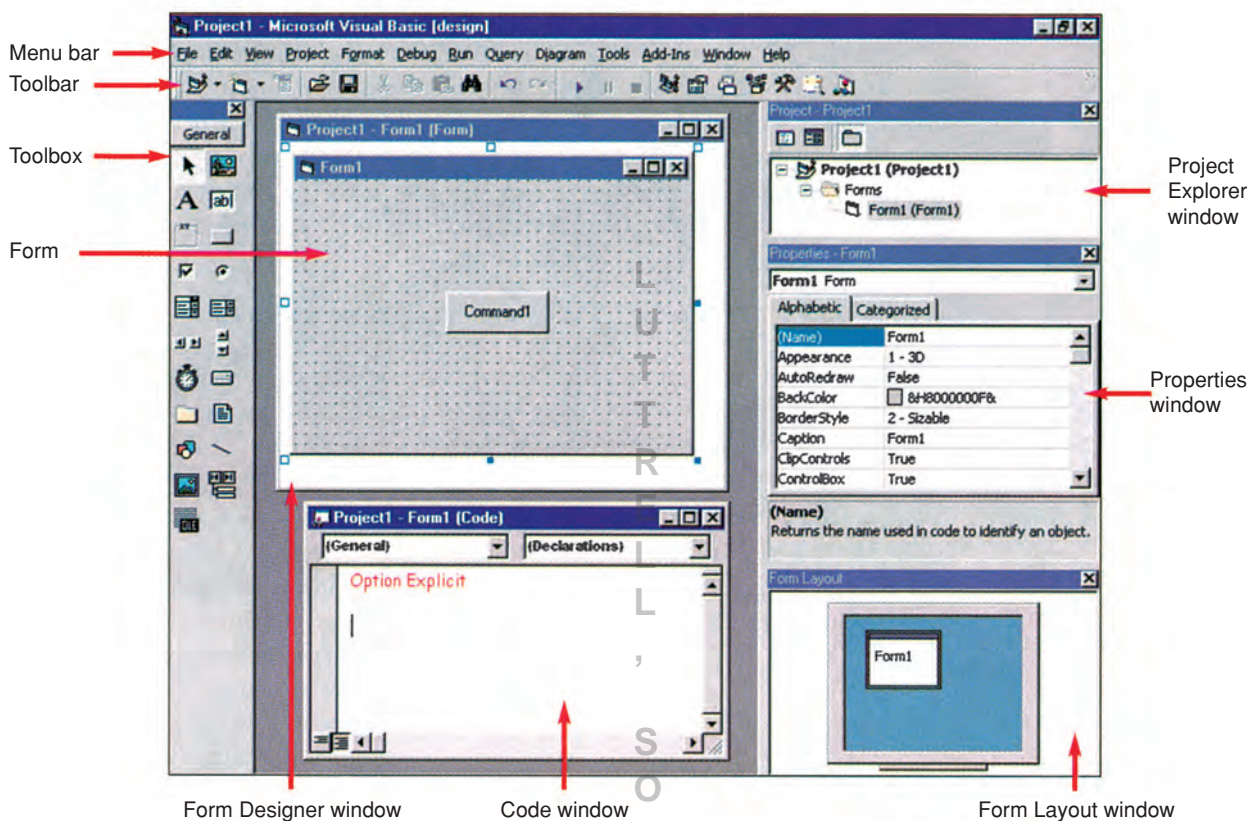 Project1 - Microsoft Visual Basic [design]
Menu bar
File Edit View Project Format Debug Run Query Diagram Tools Add-Ins Window Help
Toolbar
Toolbox
General
A
ab|
XY
OLE
Form
Project1 - Form1 (Form)
Form1
Command1
Project1 - Form1 (Code)
(General)
(Declarations)
Option Explicit
Project - Project1
Project1 (Project1)
Forms
Form1 (Form1)
Project
Explorer
window
Properties - Form1
Form1 Form
Alphabetic Categorized
(Name) Form1
Appearance 1 - 3D
AutoRedraw False
BackColor &H8000000F&
BorderStyle 2 - Sizable
Caption Form1
ClipControls True
ControlBox True
Properties
window
(Name)
Returns the name used in code to identify an object.
Form Layout
Form1
Form Designer window
Code window
Form Layout window
L
U
T
T
R
E
L
L
,
S
O